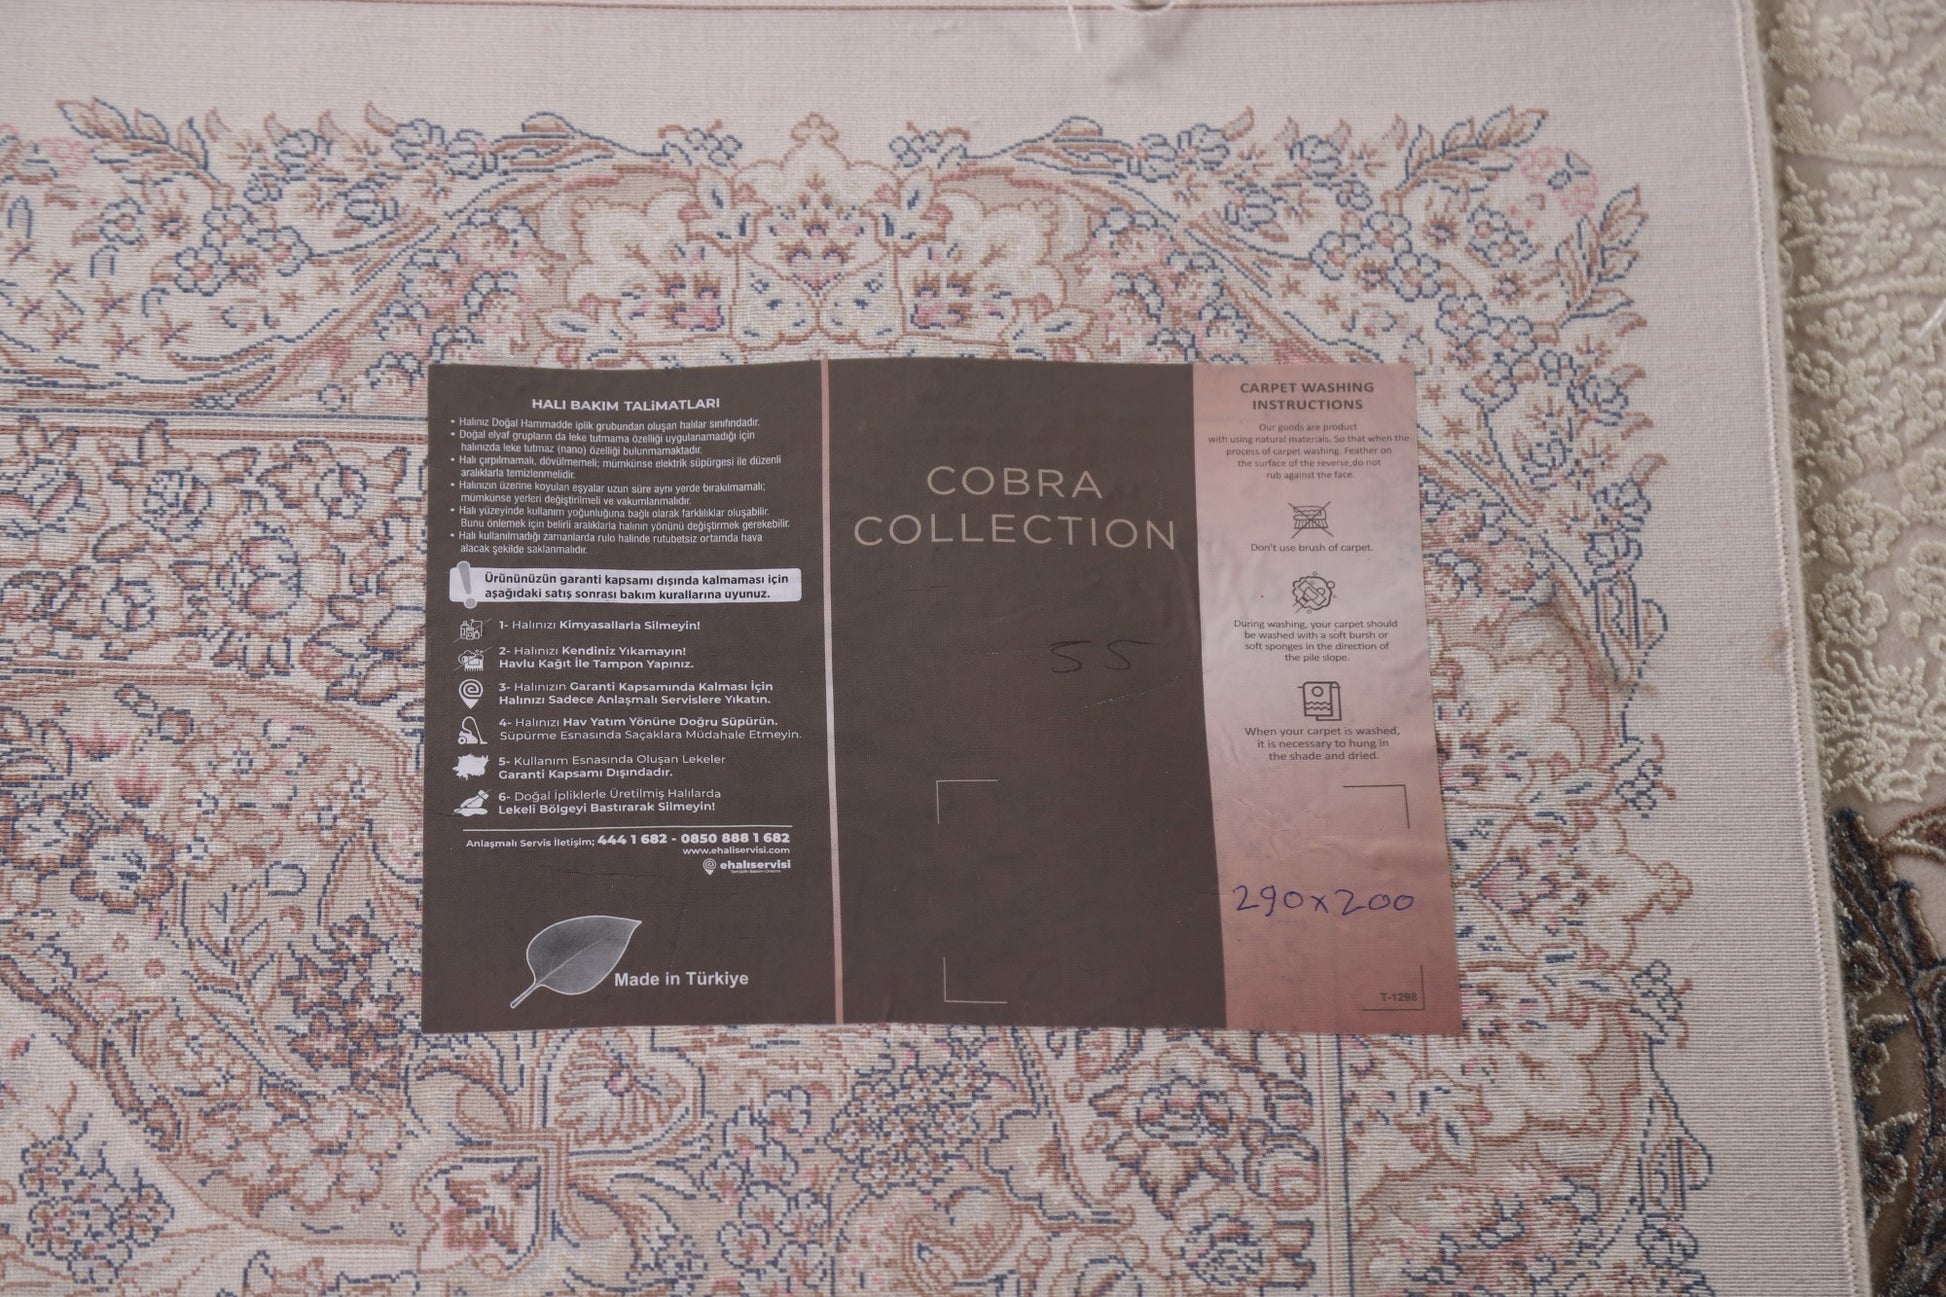 HALI BAKIM TALİMATLARI
• Halınız Doğal Hammadde iplik grubundan oluşan halılar sınıfındadır.
• Doğal elyaf grupların da leke tutmama özelliği uygulanamadığı için
halınızda leke tutmaz (nano) özelliği bulunmamaktadır.
• Halı çırpılmamalı, dövülmemeli; mümkünse elektrik süpürgesi ile düzenli
aralıklarla temizlenmelidir.
• Halınızın üzerine koyulan eşyalar uzun süre aynı yerde bırakılmamalı;
mümkünse yerleri değiştirilmeli ve vakumlanmalıdır.
• Halı yüzeyinde kullanım yoğunluğuna bağlı olarak farklılıklar oluşabilir.
Bunu önlemek için belirli aralıklarla halının yönünü değiştirmek gerekebilir.
• Halı kullanılmadığı zamanlarda rulo halinde rutubetsiz ortamda hava
alacak şekilde saklanmalıdır.
Ürününüzün garanti kapsamı dışında kalmaması için
aşağıdaki satış sonrası bakım kurallarına uyunuz.
1- Halınızı Kimyasallarla Silmeyin!
2- Halınızı Kendiniz Yıkamayın!
Havlu Kağıt İle Tampon Yapınız.
3- Halınızın Garanti Kapsamında Kalması İçin
Halınızı Sadece Anlaşmalı Servislere Yıkatın.
4- Halınızı Hav Yatım Yönüne Doğru Süpürün.
Süpürme Esnasında Saçaklara Müdahale Etmeyin.
5- Kullanım Esnasında Oluşan Lekeler
Garanti Kapsamı Dışındadır.
6- Doğal İpliklerle Üretilmiş Halılarda
Lekeli Bölgeyi Bastırarak Silmeyin!
Anlaşmalı Servis İletişim; 444 1 682 - 0850 888 1 682
www.ehaliservisi.com
ehalıservisi
Made in Türkiye
COBRA
COLLECTION
55
CARPET WASHING
INSTRUCTIONS
Our goods are product
with using natural materials. So that when the
process of carpet washing. Feather on
the surface of the reverse,do not
rub against the face.
Don't use brush of carpet.
During washing, your carpet should
be washed with a soft bursh or
soft sponges in the direction of
the pile slope.
When your carpet is washed,
it is necessary to hung in
the shade and dried.
290x200
T-1298